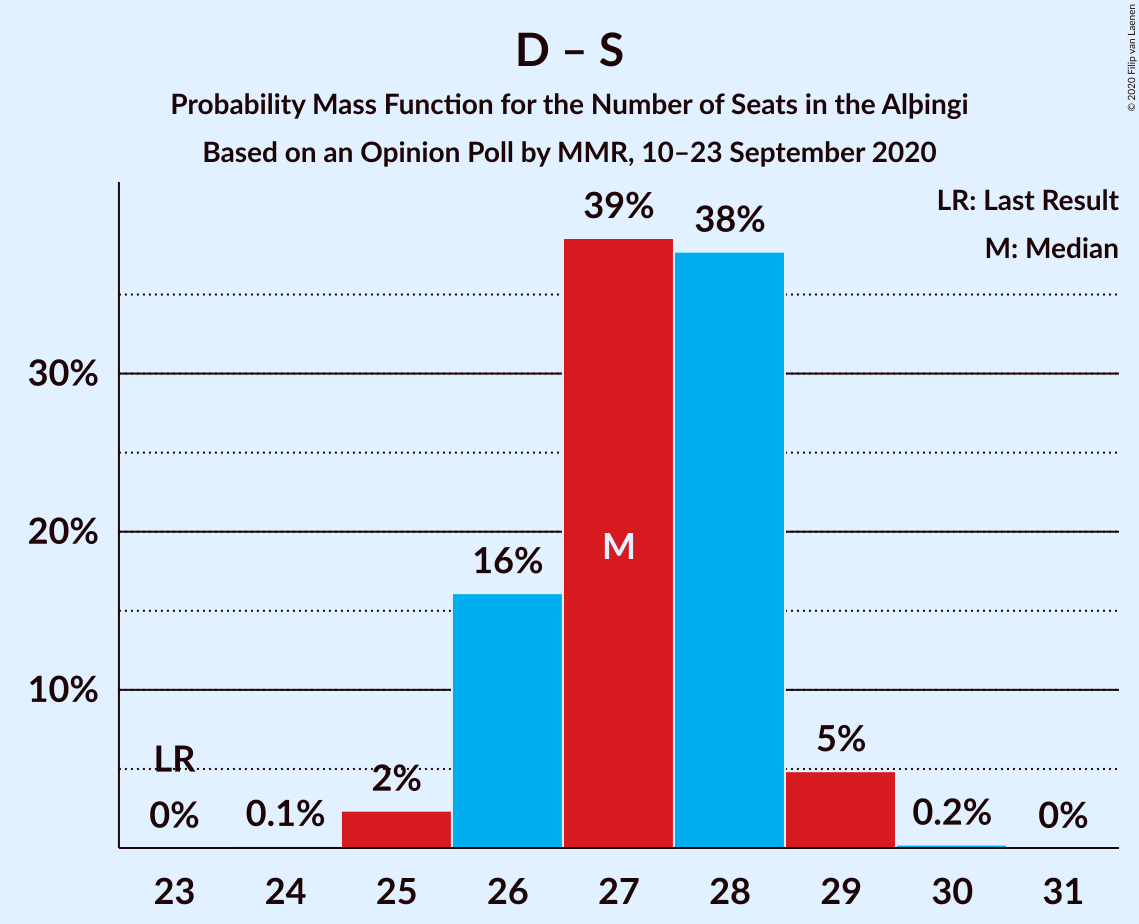 D – S
Probability Mass Function for the Number of Seats in the Alþingi
Based on an Opinion Poll by MMR, 10–23 September 2020
© 2020 Filip van Laenen
LR: Last Result
M: Median
39%
38%
30%
20%
16%
M
10%
LR
5%
2%
0%
0.1%
0.2%
0%
23 24 25 26 27 28 29 30 31